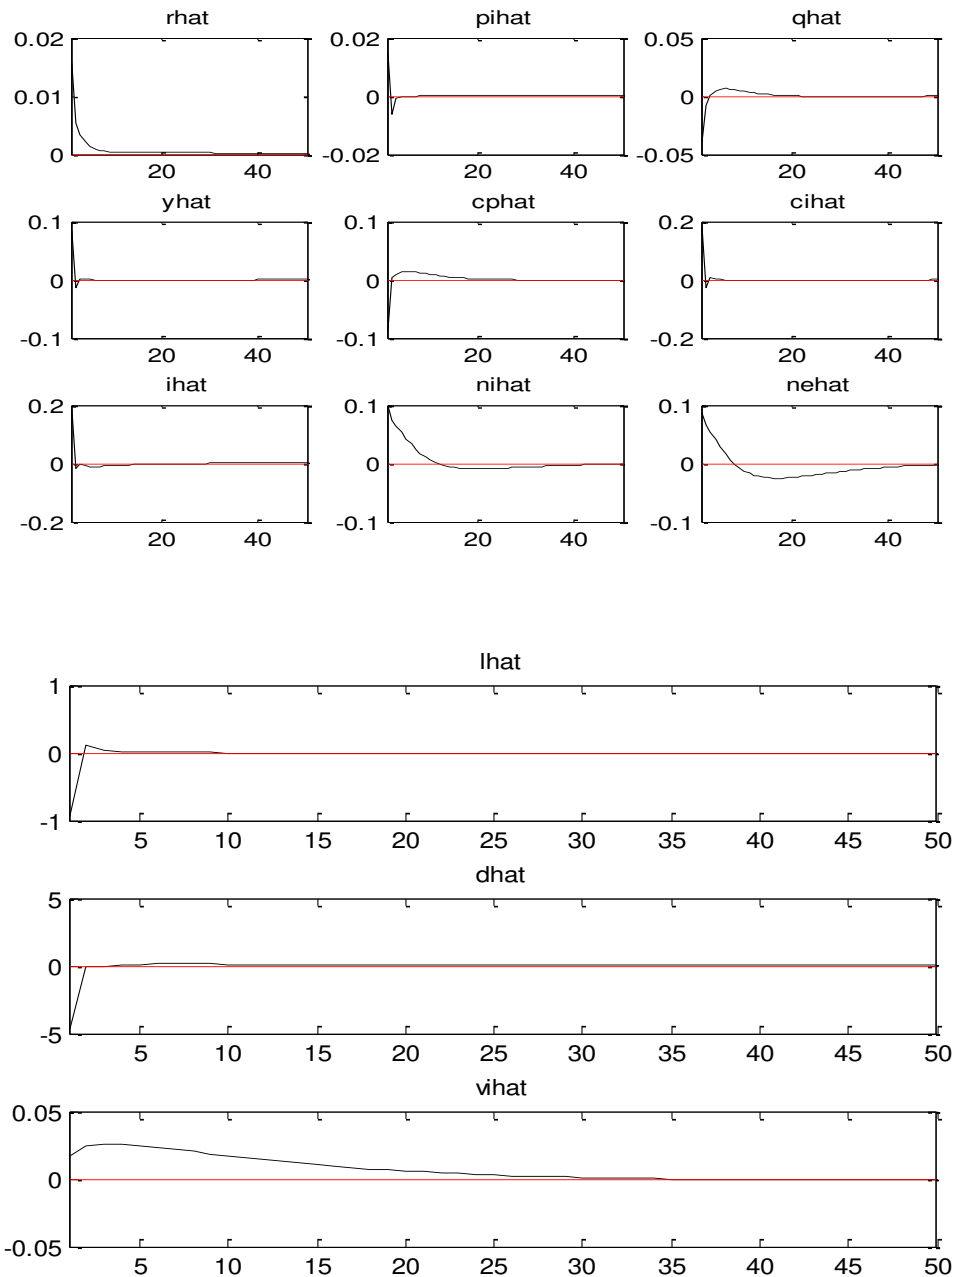 rhat pihat qhat
0.02 0.02 0.05
0.01 0 0
0 -0.02 -0.05
20 40 20 40 20 40
yhat cphat cihat
0.1 0.1 0.2
0 0 0
-0.1 -0.1 -0.2
20 40 20 40 20 40
ihat nihat nehat
0.2 0.1 0.1
0 0 0
-0.2 -0.1 -0.1
20 40 20 40 20 40
lhat
1
0
-1
5 10 15 20 25 30 35 40 45 50
dhat
5
0
-5
5 10 15 20 25 30 35 40 45 50
vihat
0.05
0
-0.05
5 10 15 20 25 30 35 40 45 50